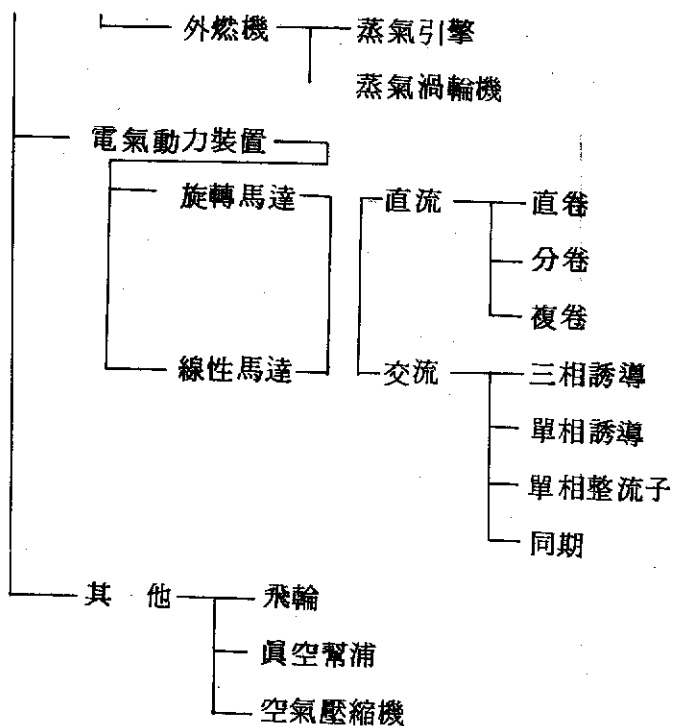 外燃機 蒸氣引擎
蒸氣渦輪機
電氣動力裝置
旋轉馬達 直流 直卷
分卷
複卷
線性馬達 交流 三相誘導
單相誘導
單相整流子
同期
其他 飛輪
眞空幫浦
空氣壓縮機